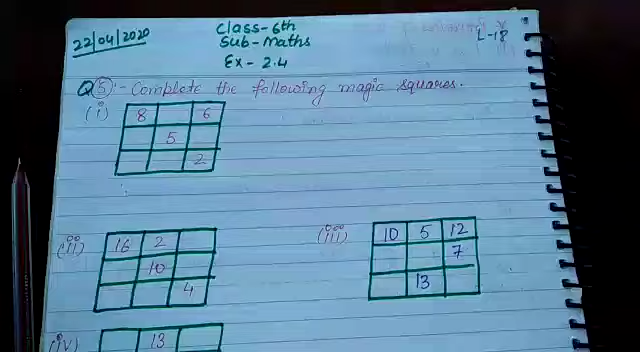 22/04/2020
Class-6th
Sub-Maths
Ex-2.4
L-18
Q(5):- Complete the following magic squares.
(i)
8 6
5
2
(ii)
16 2
10
4
(iii)
10 5 12
7
13
(iv)
13